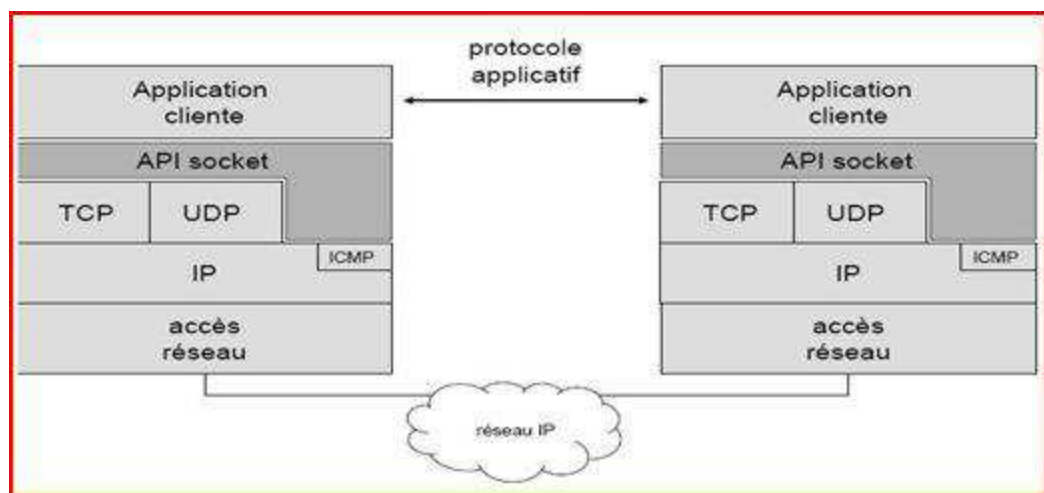 protocole
applicatif
Application
cliente
API socket
TCP
UDP
ICMP
IP
accès
réseau
Application
cliente
API socket
TCP
UDP
ICMP
IP
accès
réseau
réseau IP